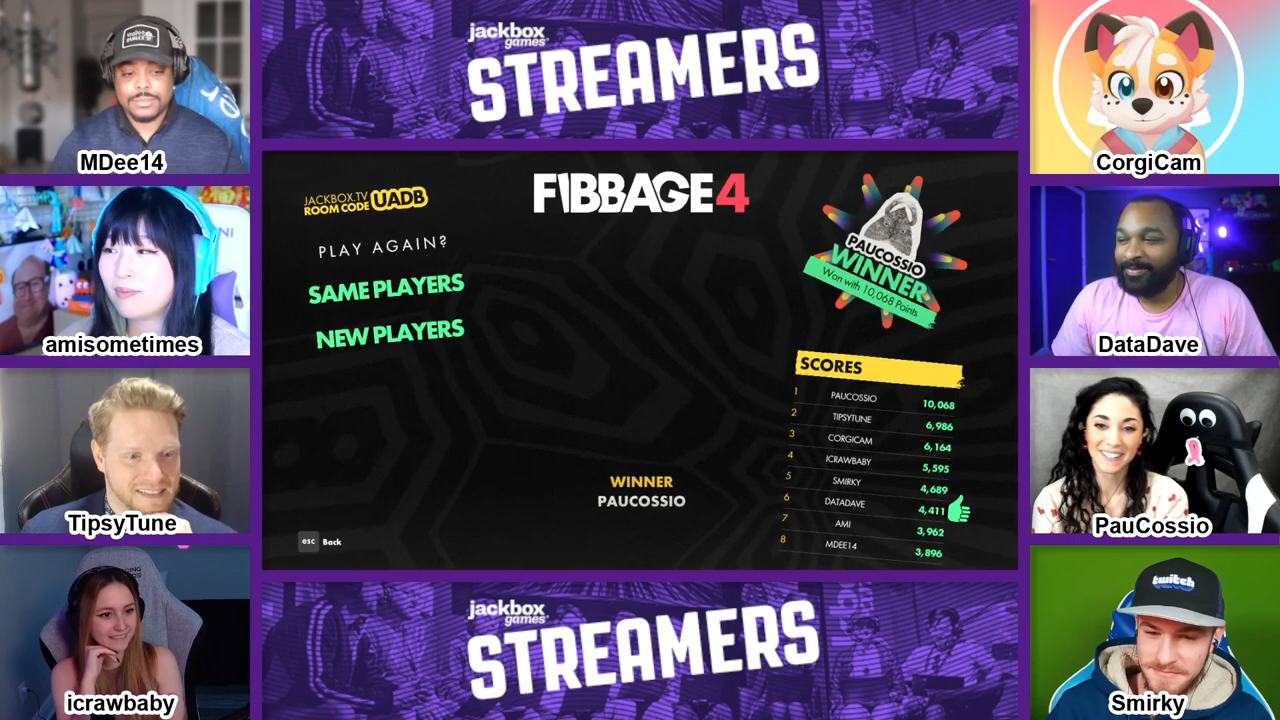 jackbox
games
STREAMERS
MDee14
CorgiCam
JACKBOX.TV
ROOM CODE UADB
FIBBAGE 4
PAUCOSSIO
WINNER
Won with 10,068 Points
PLAY AGAIN?
SAME PLAYERS
NEW PLAYERS
amisometimes
DataDave
SCORES
1 PAUCOSSIO 10,068
2 TIPSYTUNE 6,986
3 CORGICAM 6,164
4 ICRAWBABY 5,595
5 SMIRKY 4,689
6 DATADAVE 4,411
7 AMI 3,962
8 MDEE14 3,896
WINNER
PAUCOSSIO
TipsyTune
PauCossio
esc Back
jackbox
games
STREAMERS
twitch
icrawbaby
Smirky